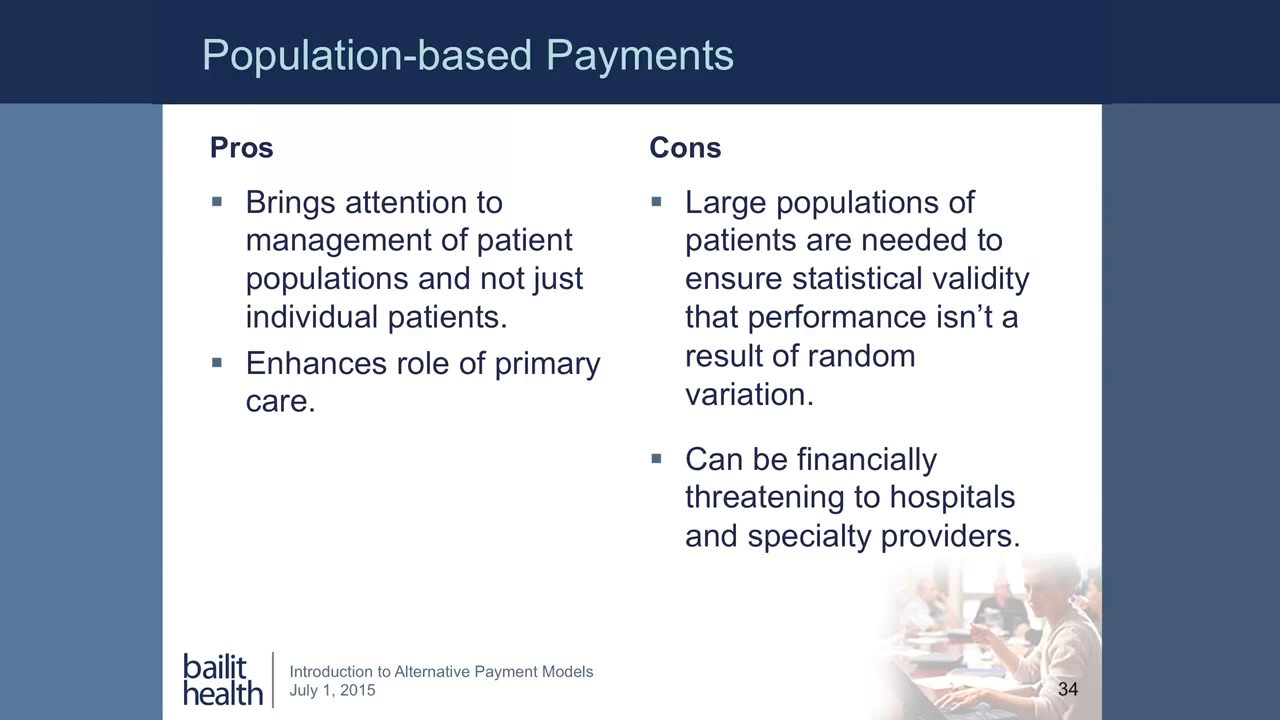 Population-based Payments
Pros
▪ Brings attention to
management of patient
populations and not just
individual patients.
▪ Enhances role of primary
care.
Cons
▪ Large populations of
patients are needed to
ensure statistical validity
that performance isn’t a
result of random
variation.
▪ Can be financially
threatening to hospitals
and specialty providers.
bailit
health
Introduction to Alternative Payment Models
July 1, 2015
34